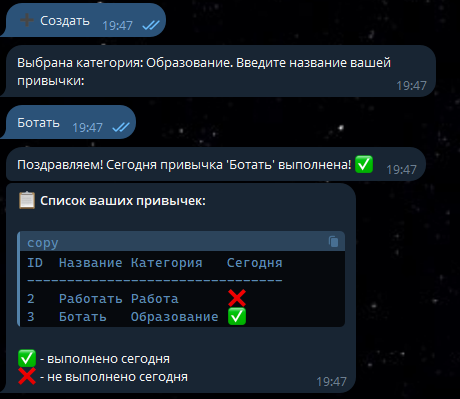 ➕ Создать 19:47
Выбрана категория: Образование. Введите название вашей
привычки:
19:47
Ботать 19:47
Поздравляем! Сегодня привычка 'Ботать' выполнена! ✅ 19:47
📋 Список ваших привычек:
copy
ID Название Категория Сегодня
--------------------------------
2 Работать Работа ❌
3 Ботать Образование ✅
✅ - выполнено сегодня
❌ - не выполнено сегодня 19:47